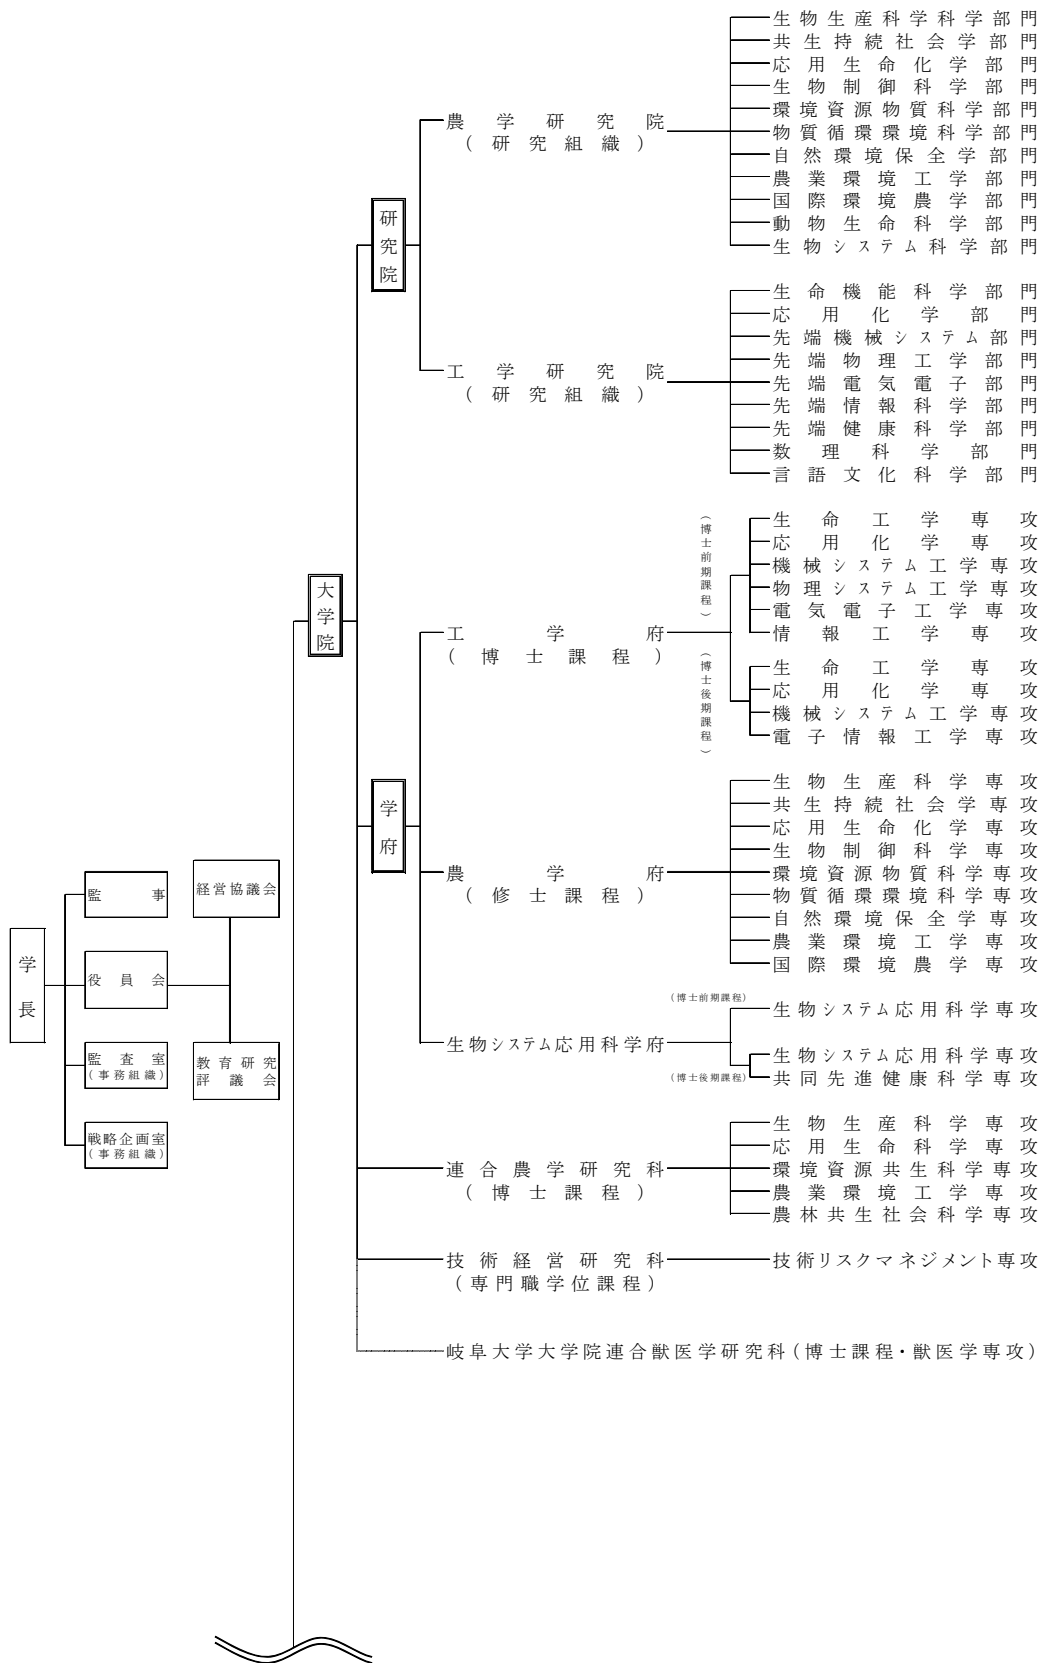 生物生産科学科学部門
共生持続社会学部門
応用生命化学部門
生物制御科学部門
環境資源物質科学部門
物質循環環境科学部門
自然環境保全学部門
農業環境工学部門
国際環境農学部門
動物生命科学部門
生物システム科学部門
農学研究院
(研究組織)
研究院
生命機能科学部門
応用化学部門
先端機械システム部門
先端物理工学部門
先端電気電子部門
先端情報科学部門
先端健康科学部門
数理科学部門
言語文化科学部門
工学研究院
(研究組織)
大学院
(博士前期課程)
生命工学専攻
応用化学専攻
機械システム工学専攻
物理システム工学専攻
電気電子工学専攻
情報工学専攻
工学府
(博士課程)
(博士後期課程)
生命工学専攻
応用化学専攻
機械システム工学専攻
電子情報工学専攻
学府
生物生産科学専攻
共生持続社会学専攻
応用生命化学専攻
生物制御科学専攻
環境資源物質科学専攻
物質循環環境科学専攻
自然環境保全学専攻
農業環境工学専攻
国際環境農学専攻
農学府
(修士課程)
(博士前期課程)
生物システム応用科学専攻
生物システム応用科学府
(博士後期課程)
生物システム応用科学専攻
共同先進健康科学専攻
学長
監事
役員会
監査室
(事務組織)
戦略企画室
(事務組織)
経営協議会
教育研究
評議会
生物生産科学専攻
応用生命科学専攻
環境資源共生科学専攻
農業環境工学専攻
農林共生社会科学専攻
連合農学研究科
(博士課程)
技術経営研究科
(専門職学位課程)
技術リスクマネジメント専攻
岐阜大学大学院連合獣医学研究科(博士課程・獣医学専攻)